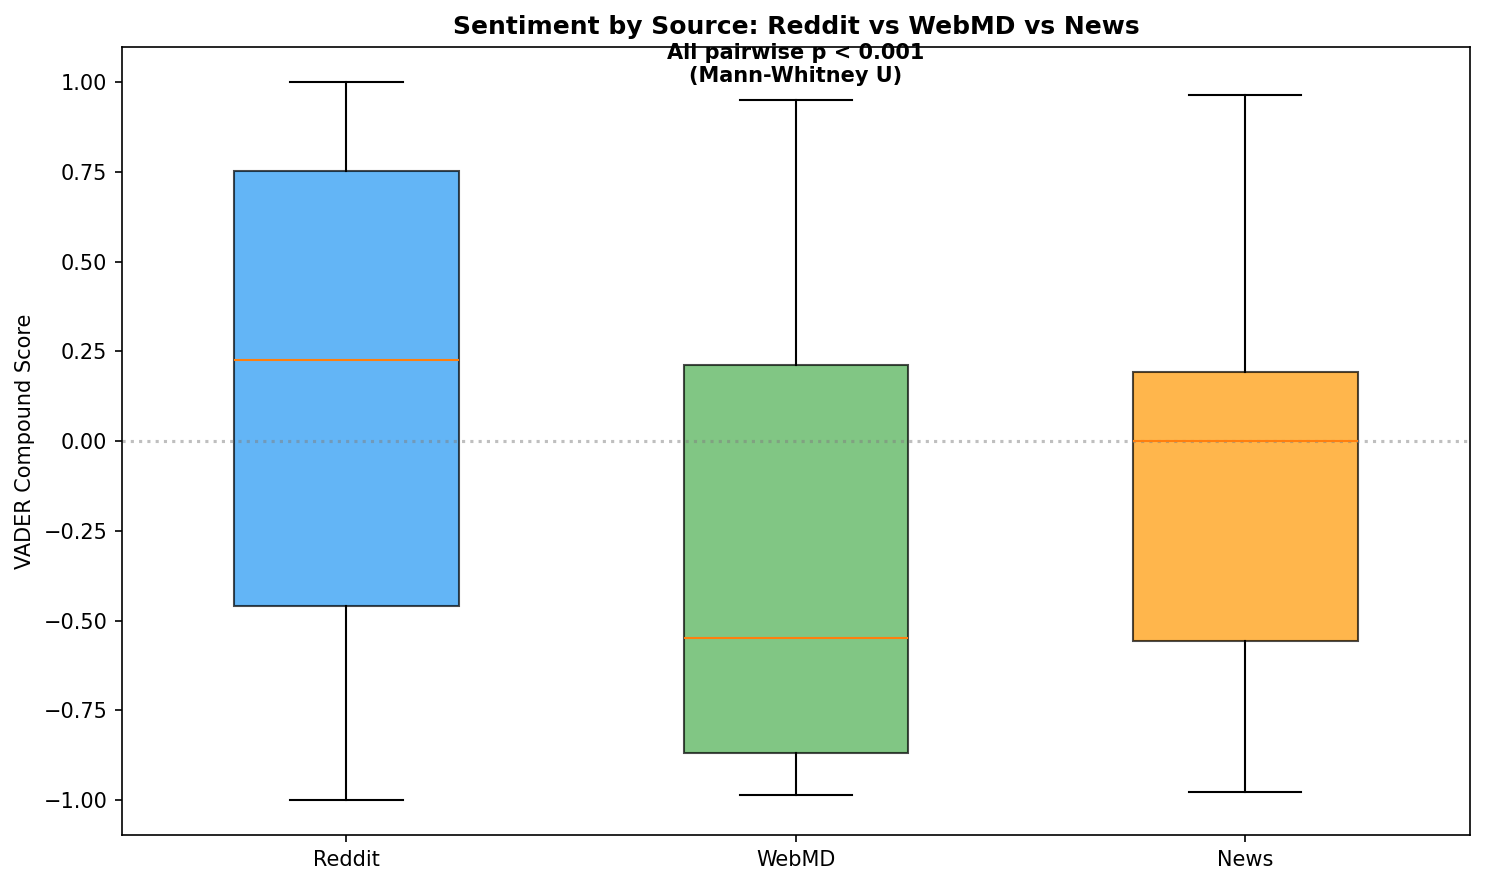 Sentiment by Source: Reddit vs WebMD vs News
All pairwise p < 0.001
(Mann-Whitney U)
VADER Compound Score
1.00
0.75
0.50
0.25
0.00
−0.25
−0.50
−0.75
−1.00
Reddit
WebMD
News